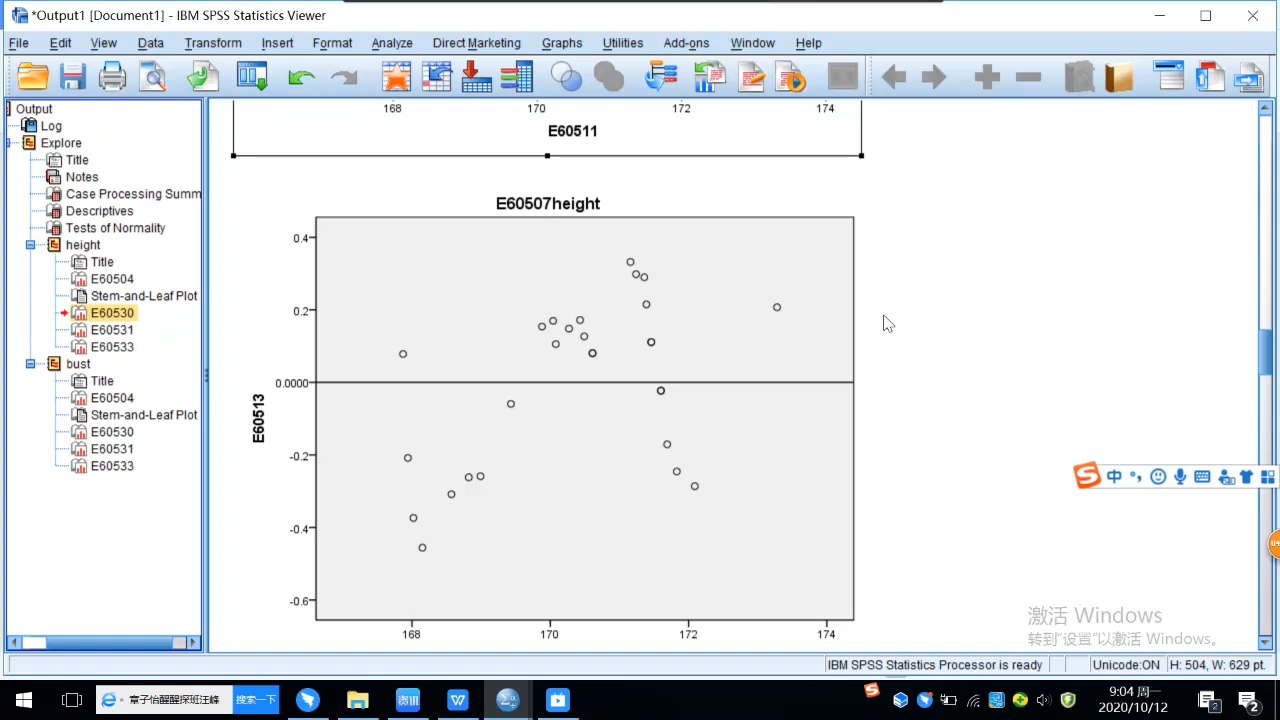 *Output1 [Document1] - IBM SPSS Statistics Viewer
File Edit View Data Transform Insert Format Analyze Direct Marketing Graphs Utilities Add-ons Window Help
Output
Log
Explore
Title
Notes
Case Processing Summ
Descriptives
Tests of Normality
height
Title
E60504
Stem-and-Leaf Plot
E60530
E60531
E60533
bust
Title
E60504
Stem-and-Leaf Plot
E60530
E60531
E60533
168 170 172 174
E60511
E60507height
0.4
0.2
0.0000
-0.2
-0.4
-0.6
E60513
168 170 172 174
中
激活 Windows
转到"设置"以激活 Windows。
IBM SPSS Statistics Processor is ready
Unicode:ON
H: 504, W: 629 pt.
章子怡醒醒探班汪峰
搜索一下
资讯
9:04 周一
2020/10/12
2
2